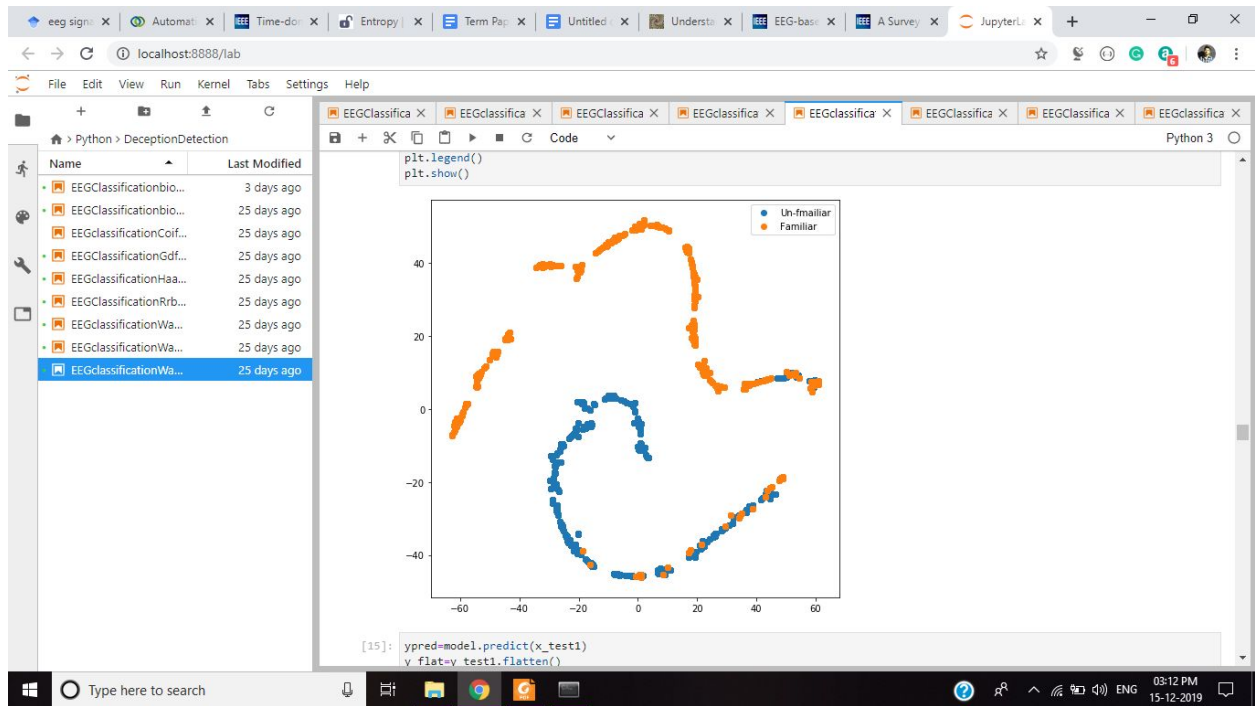 eeg signa
Automati
Time-don
Entropy
Term Pap
Untitled
Understa
EEG-base
A Survey
JupyterLa
localhost:8888/lab
6
File Edit View Run Kernel Tabs Settings Help
EEGClassifica
EEGClassifica
EEGClassifica
EEGClassifica
EEGClassifica
EEGClassifica
EEGClassifica
EEGClassifica
> Python > DeceptionDetection
Code
Python 3
Name Last Modified
EEGClassificationbio... 3 days ago
EEGClassificationbio... 25 days ago
EEGClassificationCoif... 25 days ago
EEGClassificationGdf... 25 days ago
EEGClassificationHaa... 25 days ago
EEGClassificationRrb... 25 days ago
EEGclassificationWa... 25 days ago
EEGclassificationWa... 25 days ago
EEGclassificationWa... 25 days ago
plt.legend()
plt.show()
Un-fmailiar
Familiar
40
20
0
−20
−40
−60 −40 −20 0 20 40 60
[15]: ypred=model.predict(x_test1)
y_flat=y_test1.flatten()
Type here to search
ENG
03:12 PM
15-12-2019